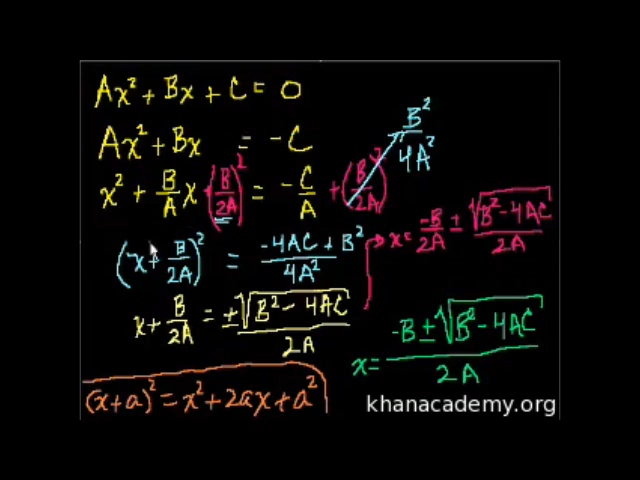 Ax² + Bx + C = 0
Ax² + Bx = -C
x² + B/A x + (B/2A)² = -C/A + (B/2A)² B²/4A²
(x + B/2A)² = (-4AC + B²)/4A²
x = -B/2A ± √(B² - 4AC)/2A
x + B/2A = ±√(B² - 4AC)/2A
x = (-B ± √(B² - 4AC))/2A
(x+a)² = x² + 2ax + a²
khanacademy.org